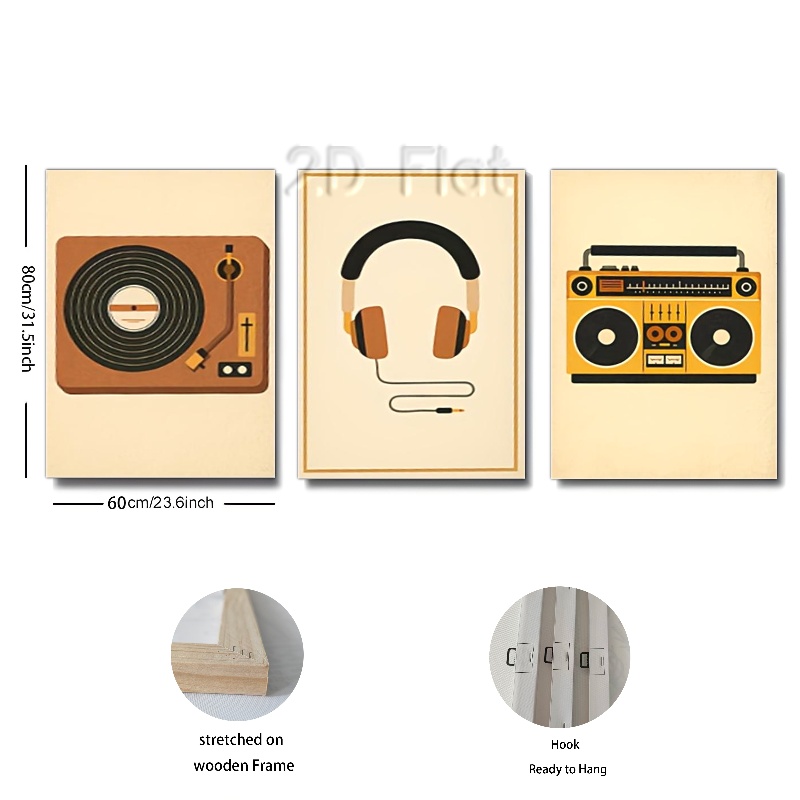 2D Flat
80cm/31.5inch
60cm/23.6inch
stretched on
wooden Frame
Hook
Ready to Hang